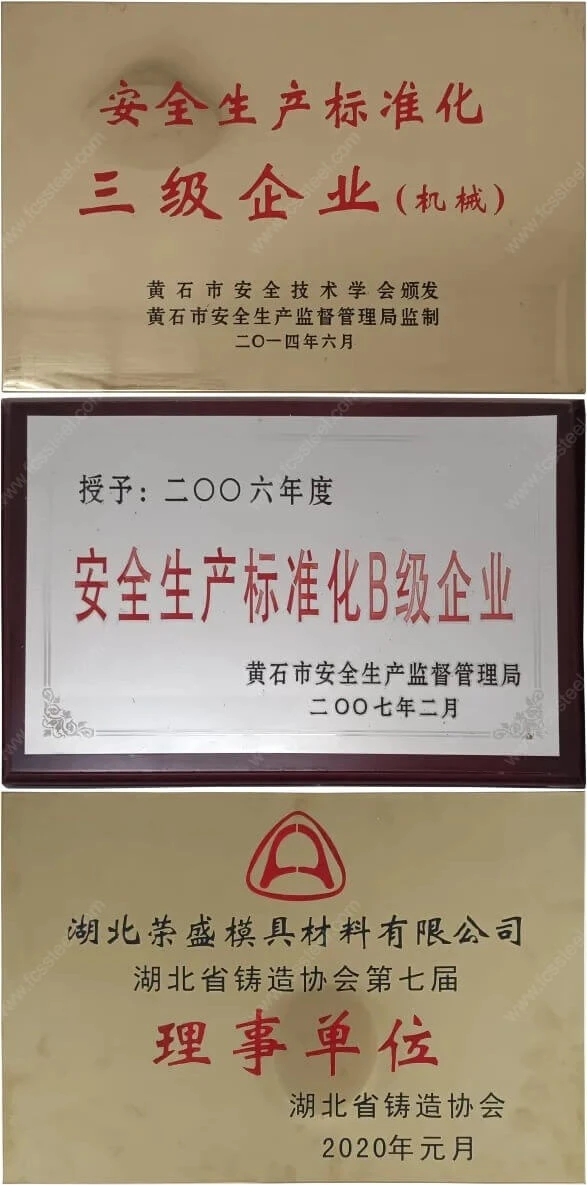 安全生产标准化
三级企业(机械)
黄石市安全技术学会颁发
黄石市安全生产监督管理局监制
二〇一四年六月
授予：二〇〇六年度
安全生产标准化B级企业
黄石市安全生产监督管理局
二〇〇七年二月
湖北荣盛模具材料有限公司
湖北省铸造协会第七届
理事单位
湖北省铸造协会
2020年元月
www.fcssteel.com